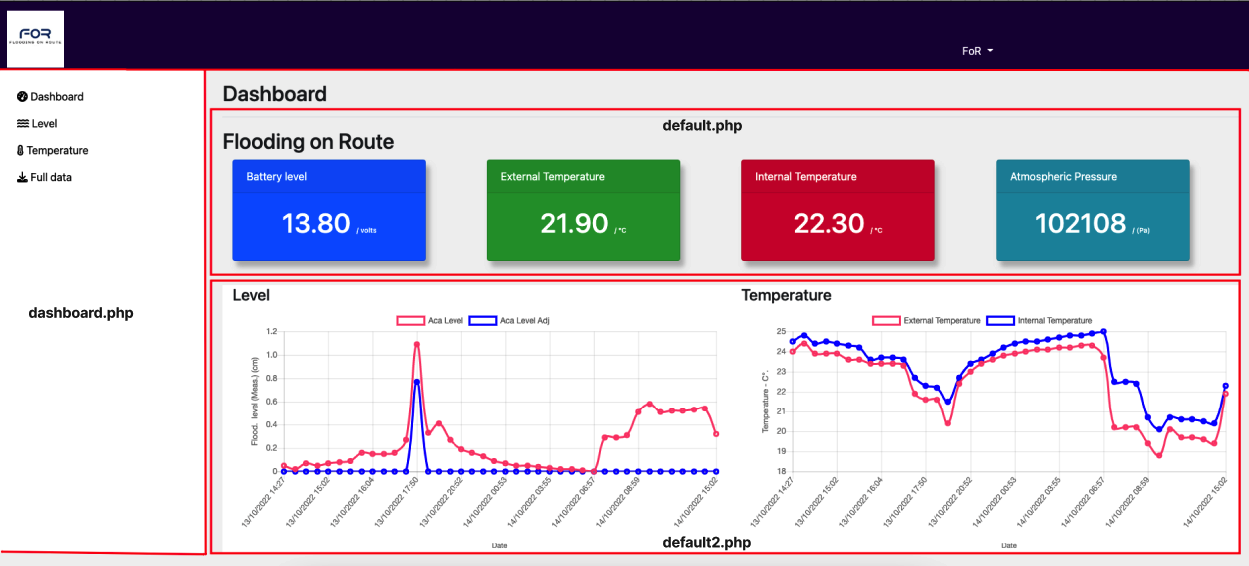 FOR
FLOODING ON ROUTE
FoR
Dashboard
Level
Temperature
Full data
dashboard.php
Dashboard
default.php
Flooding on Route
Battery level
13.80 / volts
External Temperature
21.90 / °C
Internal Temperature
22.30 / °C
Atmospheric Pressure
102108 / (Pa)
Level
Aca Level Aca Level Adj
Flood. level (Meas.) (cm)
1.2
1.0
0.8
0.6
0.4
0.2
0
13/10/2022 14:27
13/10/2022 15:02
13/10/2022 16:04
13/10/2022 17:50
13/10/2022 20:52
14/10/2022 00:53
14/10/2022 03:55
14/10/2022 06:37
14/10/2022 08:59
14/10/2022 15:02
Date
Temperature
External Temperature Internal Temperature
Temperature - C°.
25
24
23
22
21
20
19
18
13/10/2022 14:27
13/10/2022 15:02
13/10/2022 16:04
13/10/2022 17:50
13/10/2022 20:52
14/10/2022 00:53
14/10/2022 03:55
14/10/2022 06:37
14/10/2022 08:59
14/10/2022 15:02
Date
default2.php